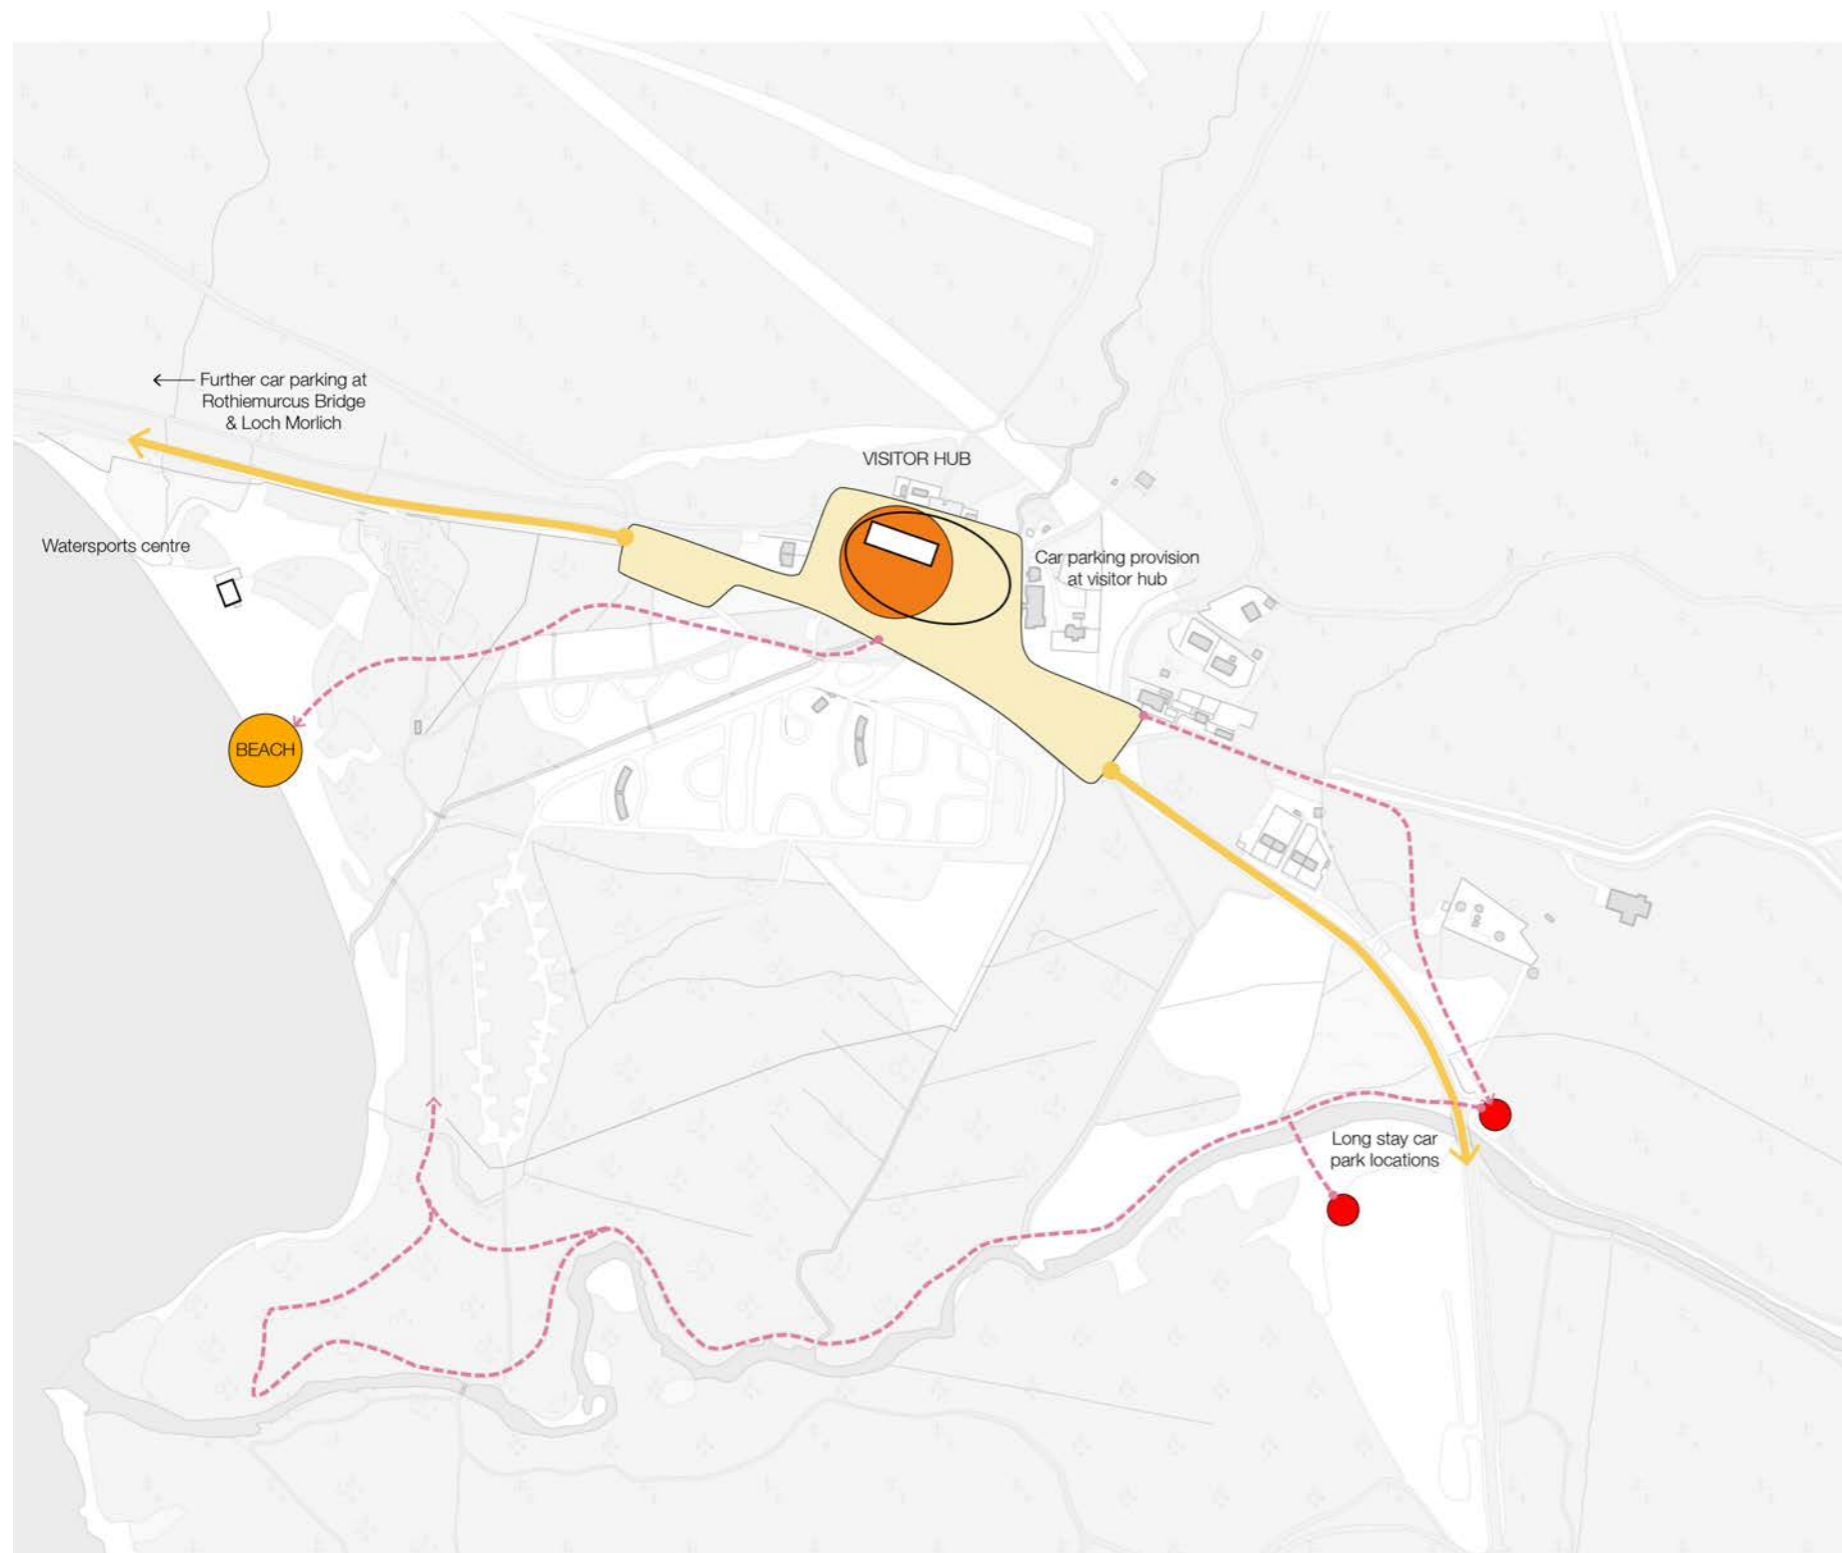 Further car parking at
Rothiemurcus Bridge
& Loch Morlich
VISITOR HUB
Watersports centre
Car parking provision
at visitor hub
BEACH
Long stay car
park locations